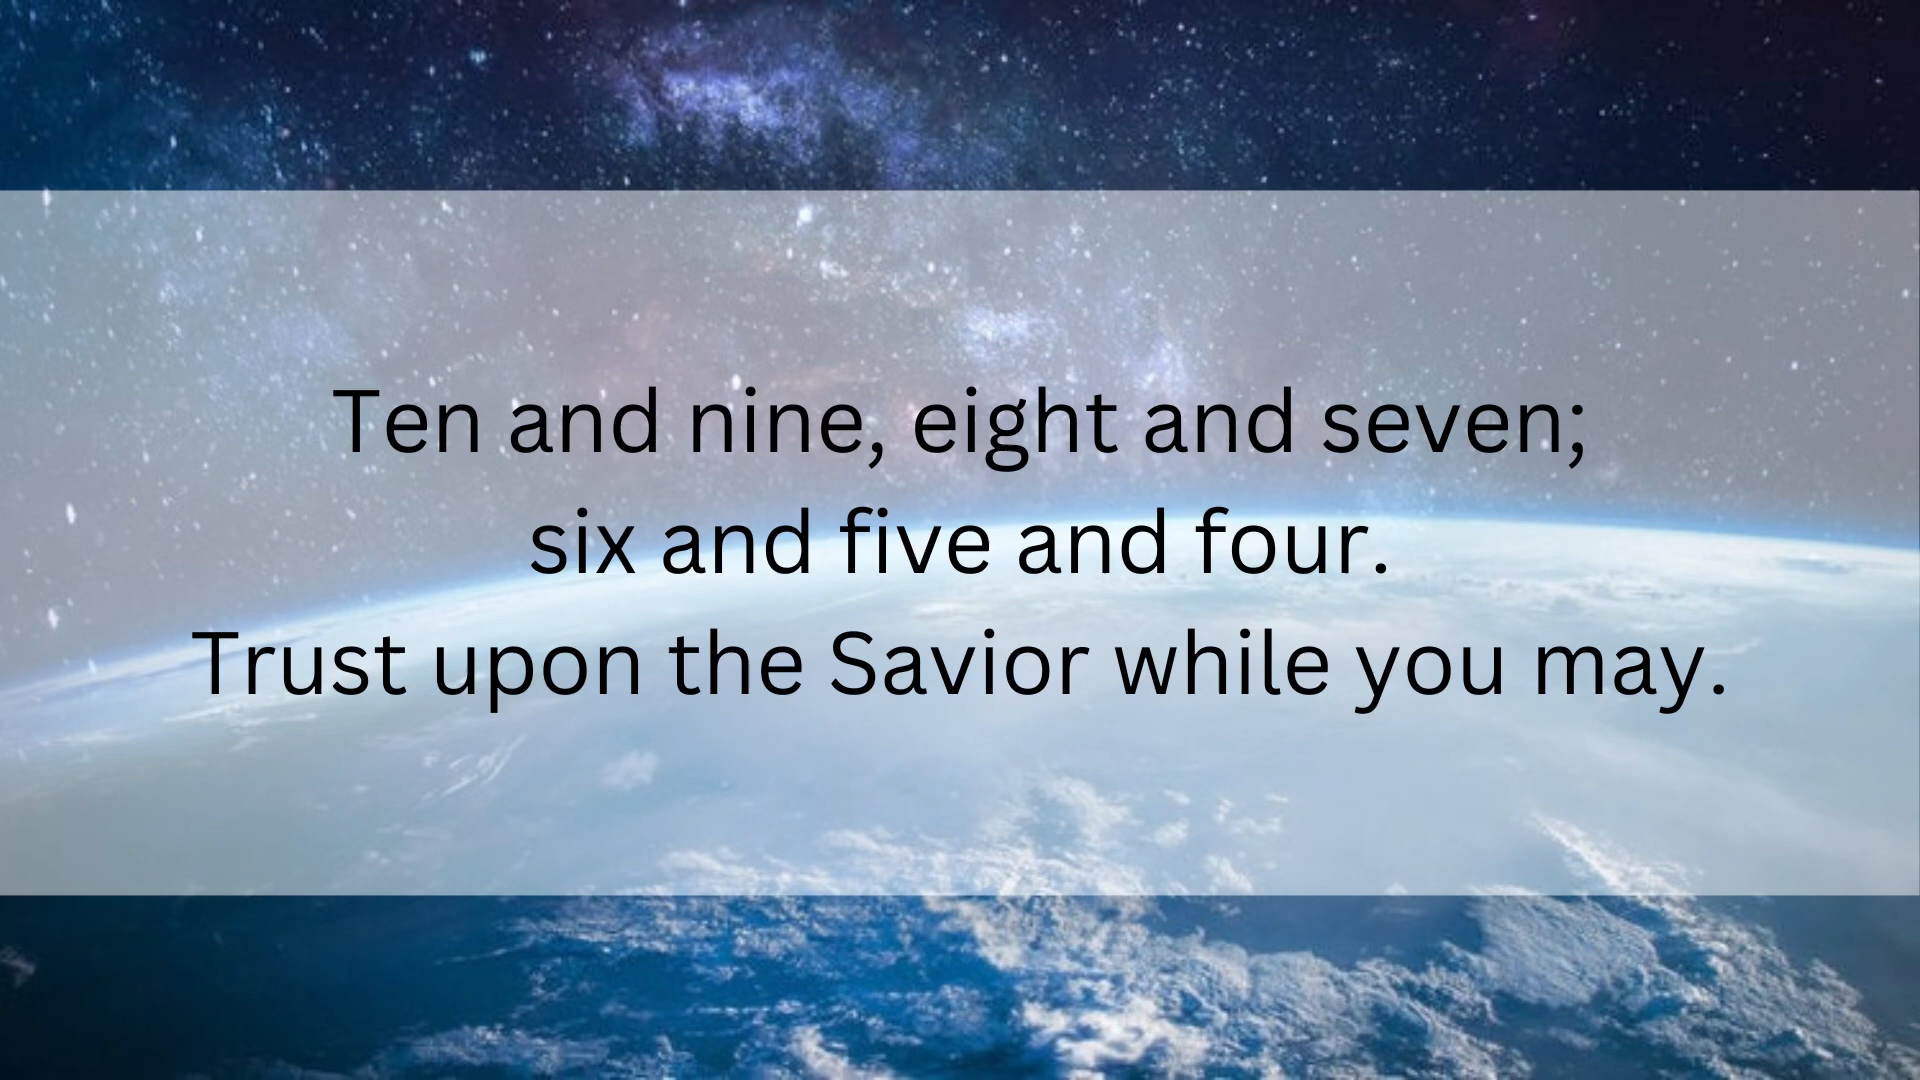 Ten and nine, eight and seven;
six and five and four.
Trust upon the Savior while you may.